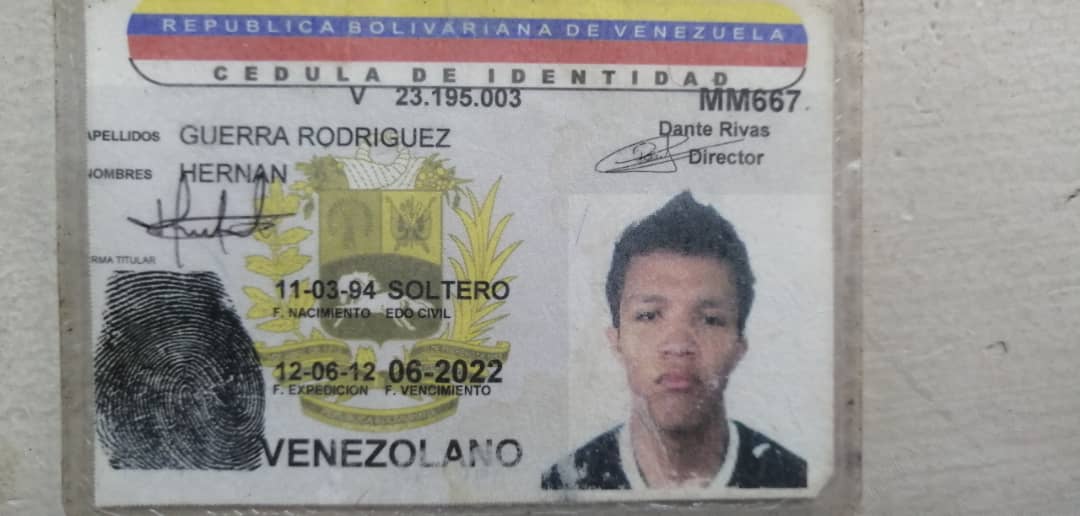 REPUBLICA BOLIVARIANA DE VENEZUELA
CEDULA DE IDENTIDAD
V 23.195.003 MM667
APELLIDOS GUERRA RODRIGUEZ
Dante Rivas
Director
NOMBRES HERNAN
FIRMA TITULAR
11-03-94 SOLTERO
F. NACIMIENTO EDO CIVIL
12-06-12 06-2022
F. EXPEDICION F. VENCIMIENTO
VENEZOLANO